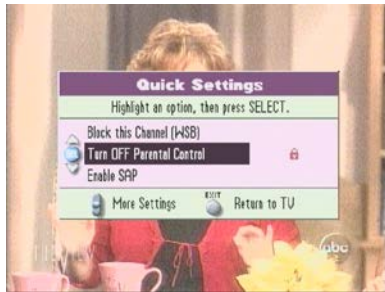 Quick Settings
Highlight an option, then press SELECT.
Block this Channel (WSB)
Turn OFF Parental Control
Enable SAP
EXIT
More Settings Return to TV
abc